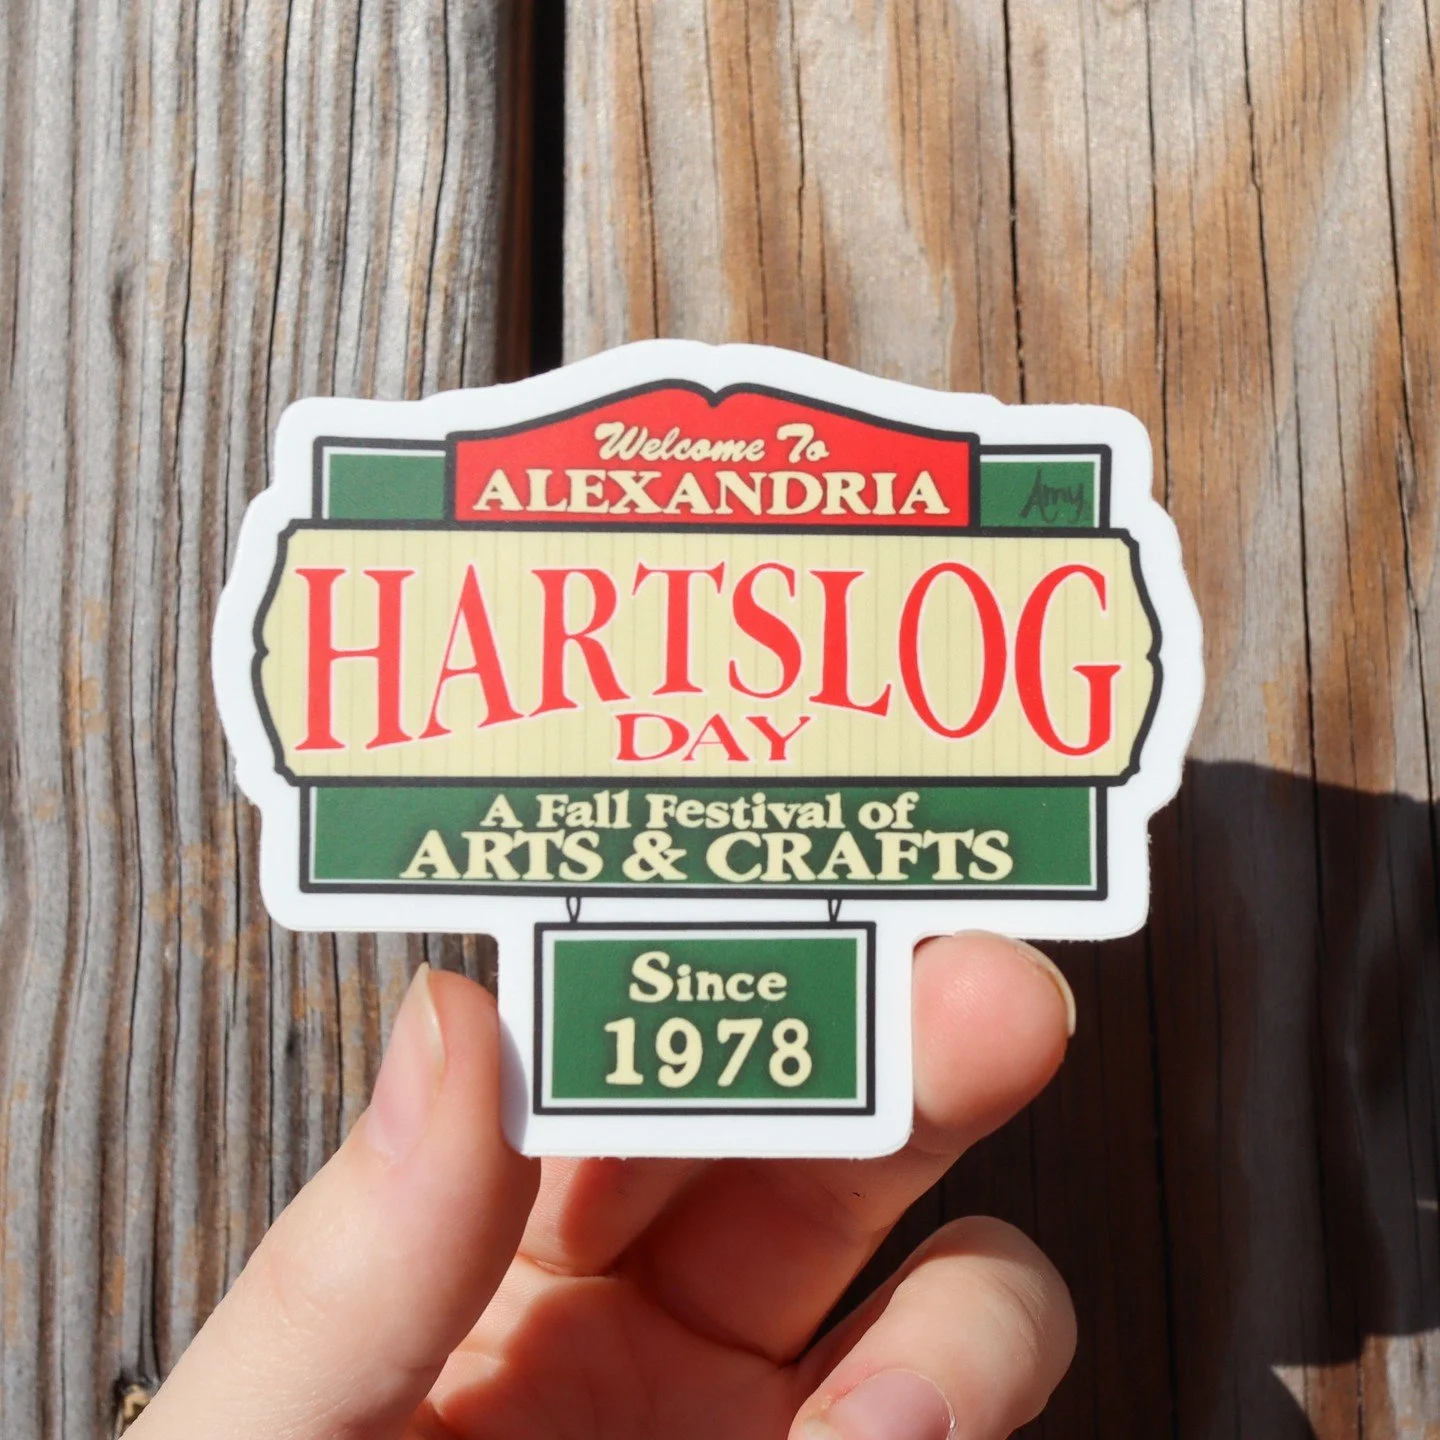 Welcome To
ALEXANDRIA
Amy
HARTSLOG
DAY
A Fall Festival of
ARTS & CRAFTS
Since
1978